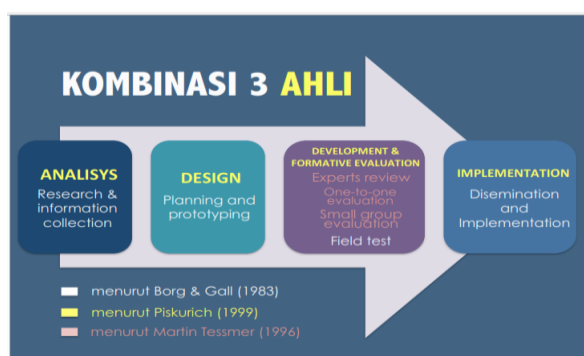 KOMBINASI 3 AHLI
ANALISYS
Research &
information
collection
DESIGN
Planning and
prototyping
DEVELOPMENT &
FORMATIVE EVALUATION
Experts review
One-to-one
evaluation
Small group
evaluation
Field test
IMPLEMENTATION
Disemination
and
Implementation
menurut Borg & Gall (1983)
menurut Piskurich (1999)
menurut Martin Tessmer (1996)